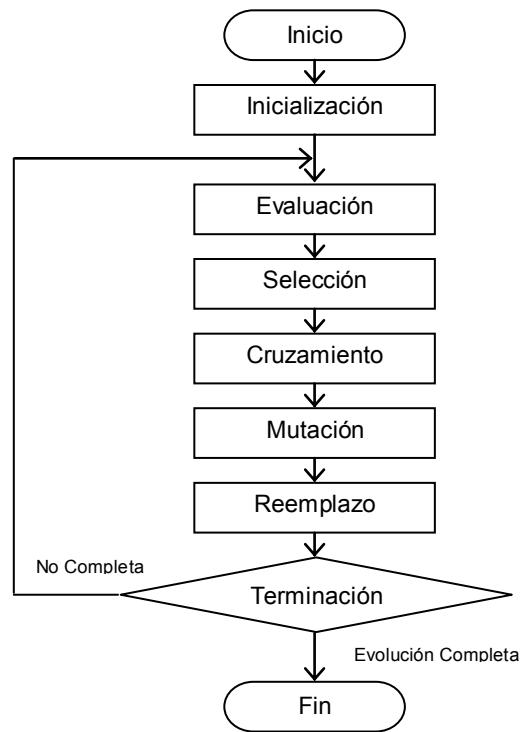 Inicio
Inicialización
Evaluación
Selección
Cruzamiento
Mutación
Reemplazo
No Completa
Terminación
Evolución Completa
Fin